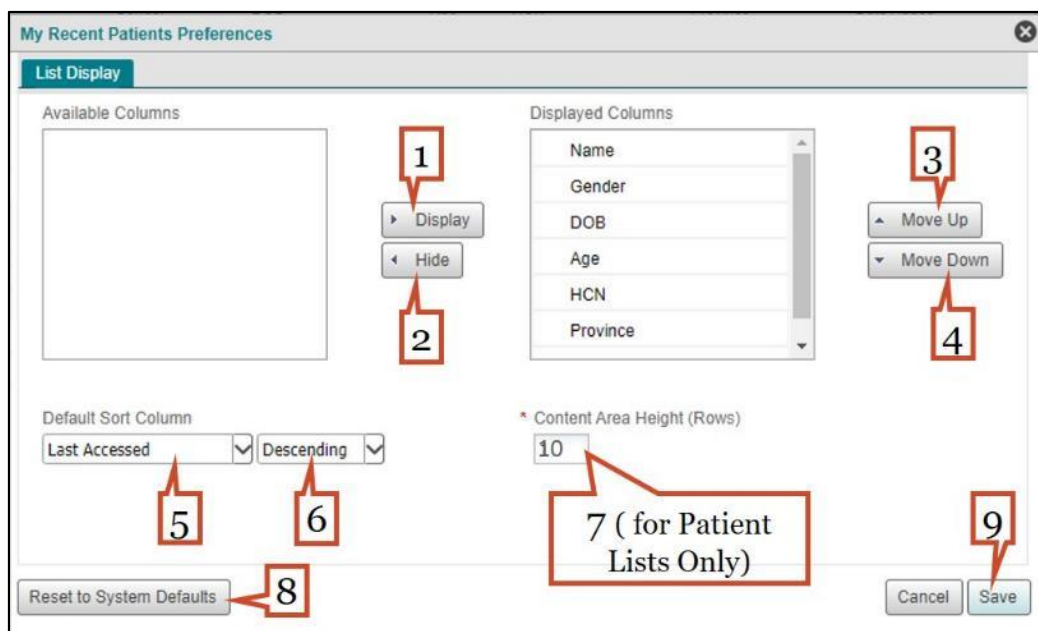 My Recent Patients Preferences
List Display
Available Columns
Displayed Columns
1
Name
3
Gender
Display
DOB
Move Up
Hide
Age
Move Down
HCN
2
Province
4
Default Sort Column
* Content Area Height (Rows)
Last Accessed
Descending
10
5
6
7 ( for Patient
Lists Only)
9
Reset to System Defaults
8
Cancel
Save